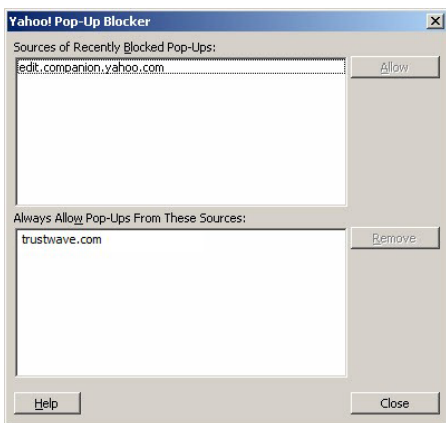 Yahoo! Pop-Up Blocker
Sources of Recently Blocked Pop-Ups:
edit.companion.yahoo.com
Allow
Always Allow Pop-Ups From These Sources:
trustwave.com
Remove
Help
Close